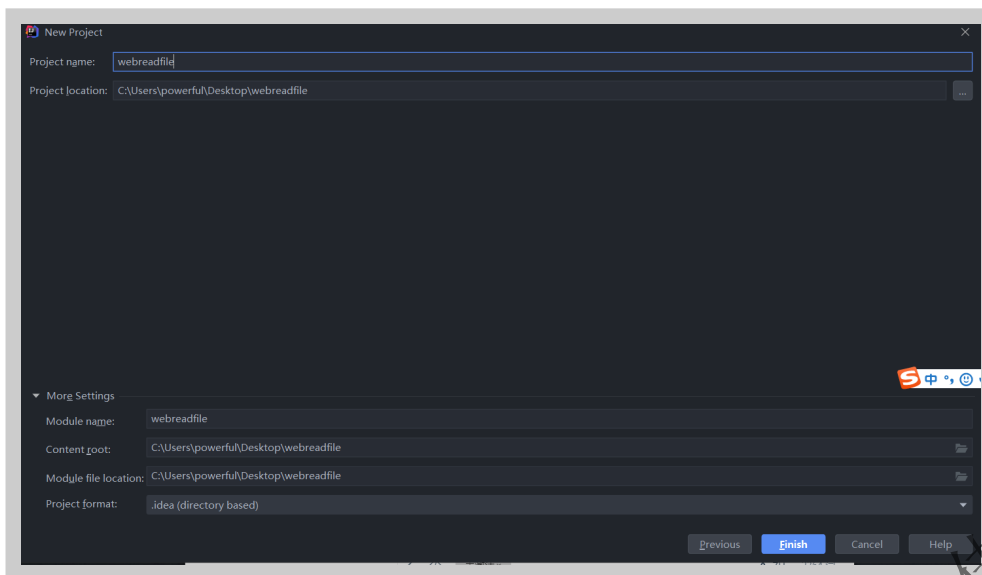 New Project
Project name: webreadfile
Project location: C:\Users\powerful\Desktop\webreadfile ...
中
More Settings
Module name: webreadfile
Content root: C:\Users\powerful\Desktop\webreadfile
Module file location: C:\Users\powerful\Desktop\webreadfile
Project format: .idea (directory based)
Previous Finish Cancel Help